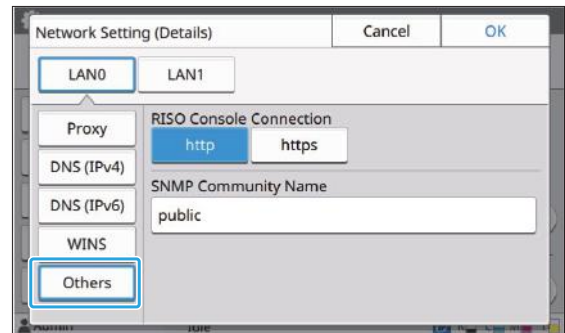 Network Setting (Details)
Cancel
OK
LAN0
LAN1
Proxy
DNS (IPv4)
DNS (IPv6)
WINS
Others
RISO Console Connection
http
https
SNMP Community Name
public
Admin
Idle